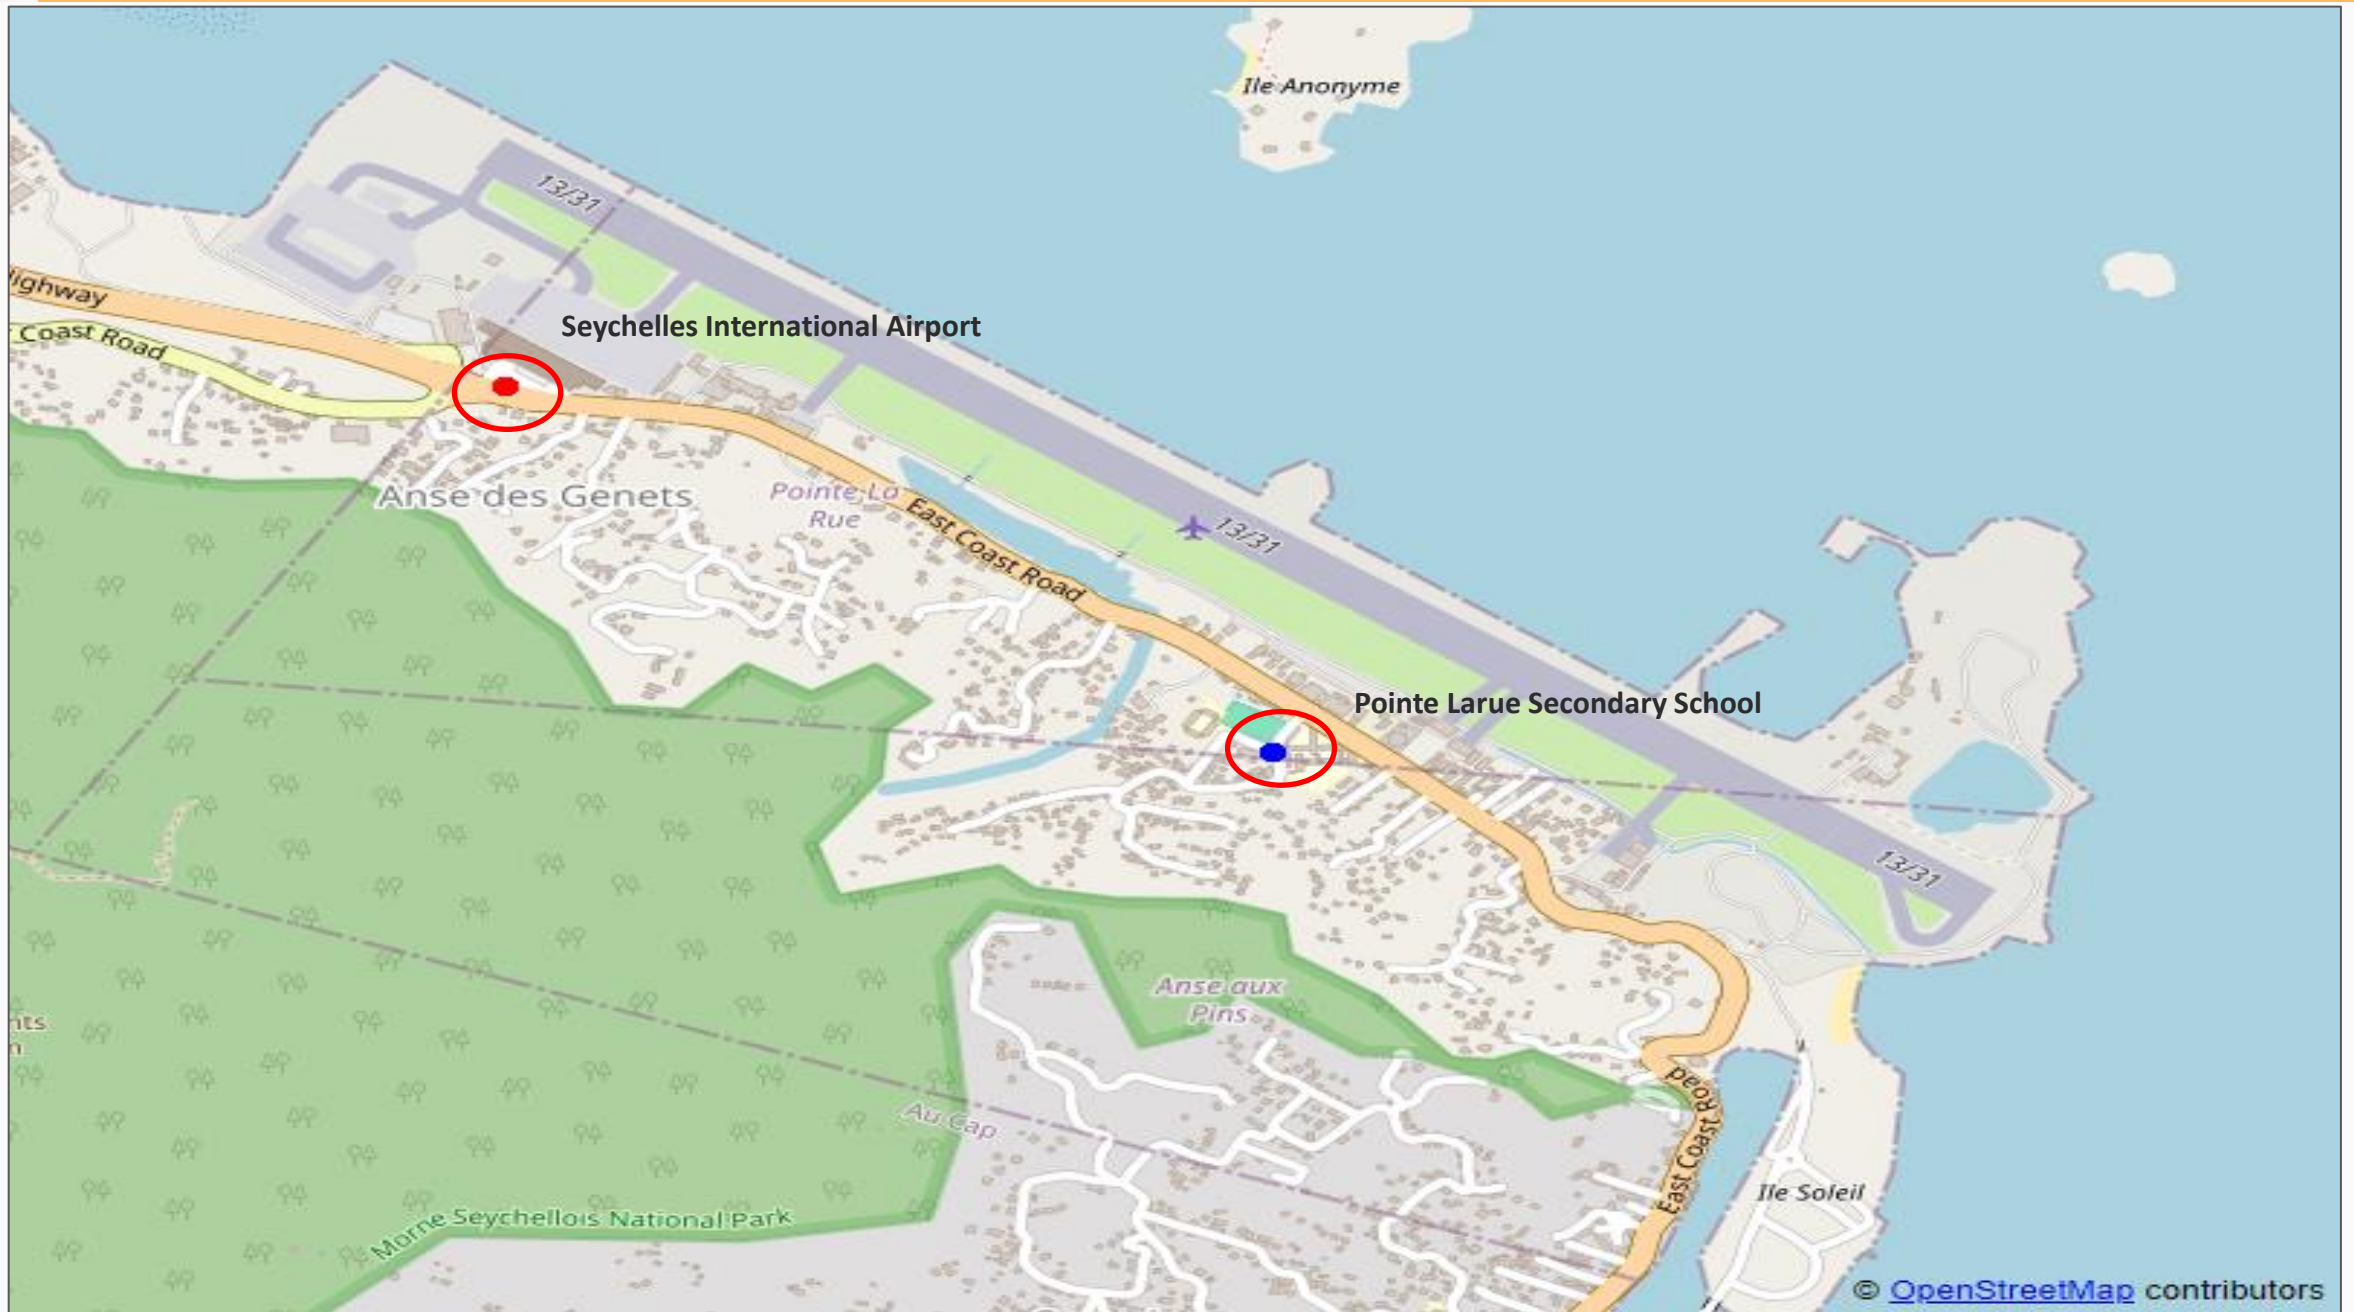 Ile Anonyme
13/31
Highway
Coast Road
Seychelles International Airport
Anse des Genets
Pointe La
Rue
East Coast Road
13/31
Pointe Larue Secondary School
13/31
Anse aux
Pins
nts
n
East Coast Road
Au Cap
Ile Soleil
Morne Seychellois National Park
© OpenStreetMap contributors